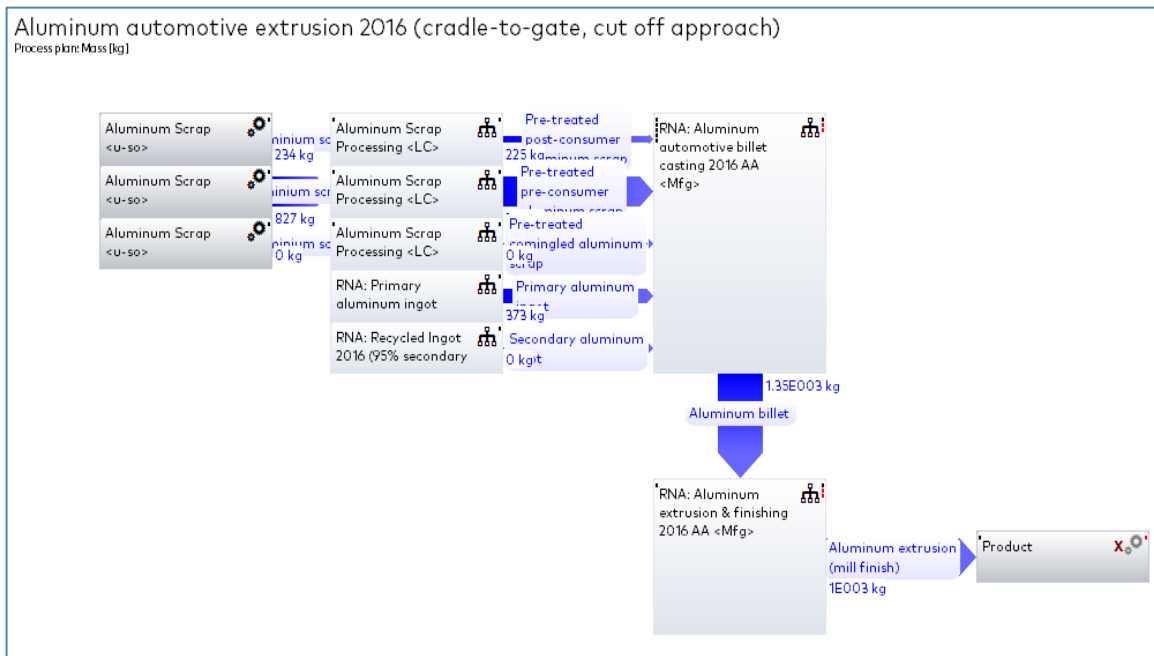 Aluminum automotive extrusion 2016 (cradle-to-gate, cut off approach)
Process plan: Mass [kg]
Aluminum Scrap
<u-so>
234 kg
Aluminum Scrap
Processing <LC>
Pre-treated
post-consumer
225 kg
RNA: Aluminum
automotive billet
casting 2016 AA
<Mfg>
Aluminum Scrap
<u-so>
827 kg
Aluminum Scrap
Processing <LC>
Pre-treated
pre-consumer
Aluminum Scrap
<u-so>
0 kg
Aluminum Scrap
Processing <LC>
Pre-treated
comingled aluminum
scrap
0 kg
RNA: Primary
aluminum ingot
Primary aluminum
373 kg
RNA: Recycled Ingot
2016 (95% secondary
Secondary aluminum
0 kg
1.35E003 kg
Aluminum billet
RNA: Aluminum
extrusion & finishing
2016 AA <Mfg>
Aluminum extrusion
(mill finish)
1E003 kg
Product
X